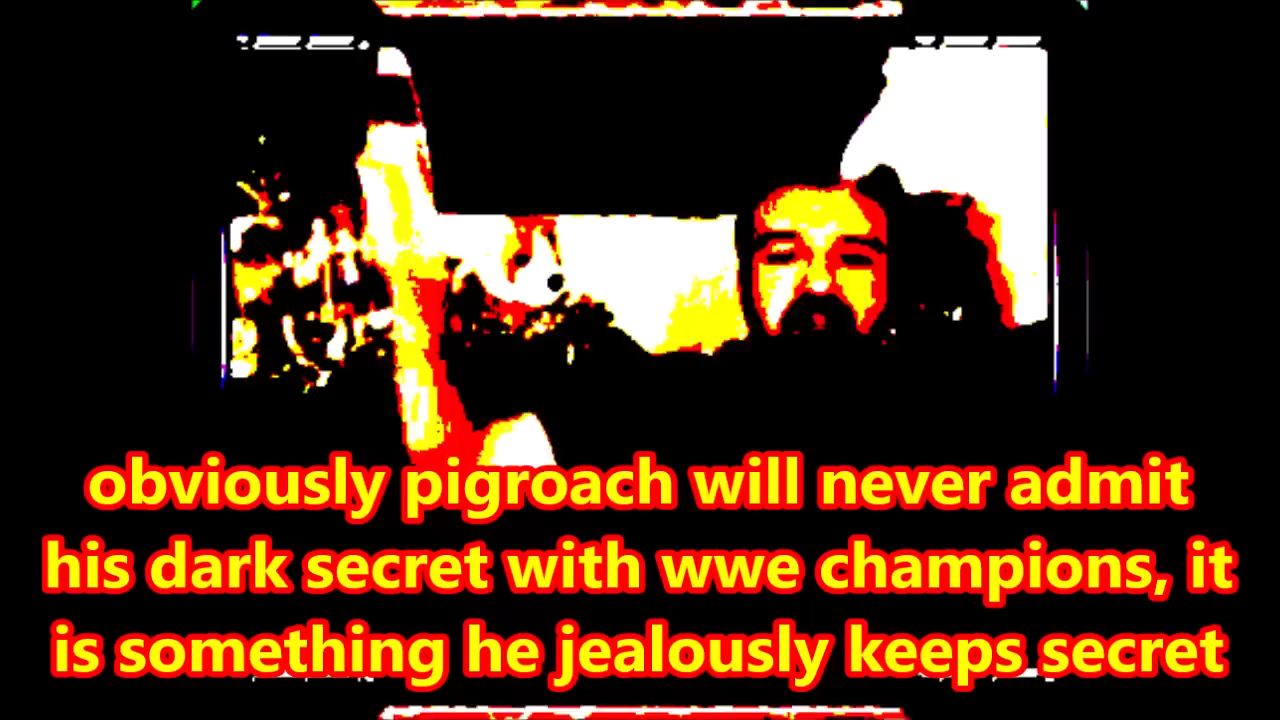 obviously pigroach will never admit
his dark secret with wwe champions, it
is something he jealously keeps secret